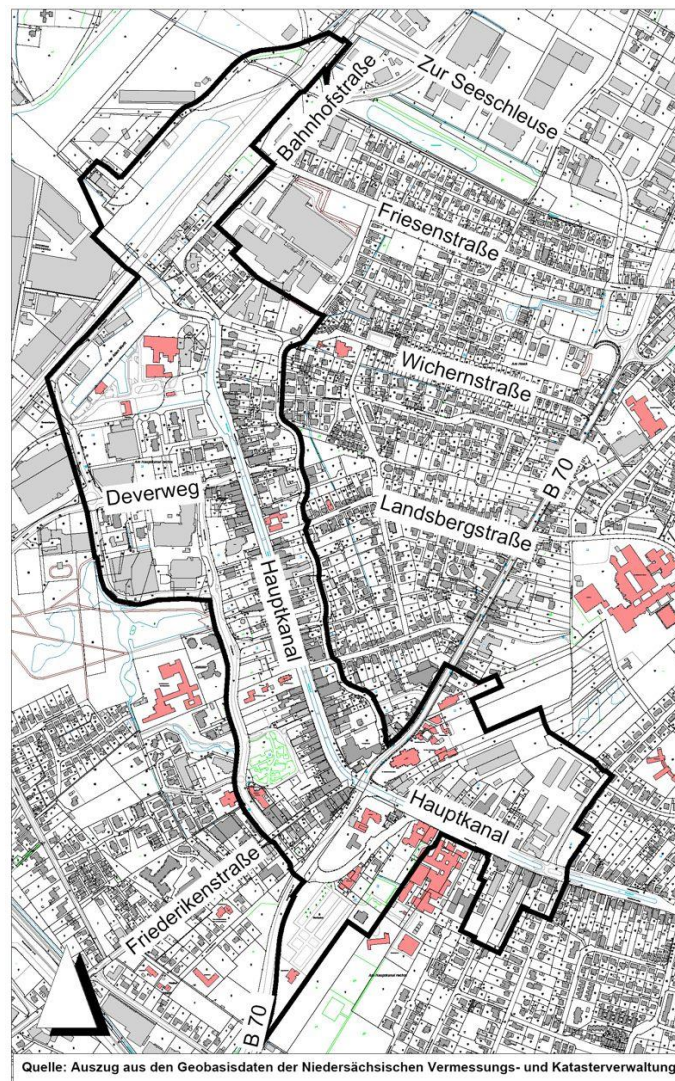 Zur Seeschleuse
Bahnhofstraße
Friesenstraße
Wichernstraße
B 70
Deverweg
Landsbergstraße
Hauptkanal
Hauptkanal
Friederikenstraße
B 70
Quelle: Auszug aus den Geobasisdaten der Niedersächsischen Vermessungs- und Katasterverwaltung